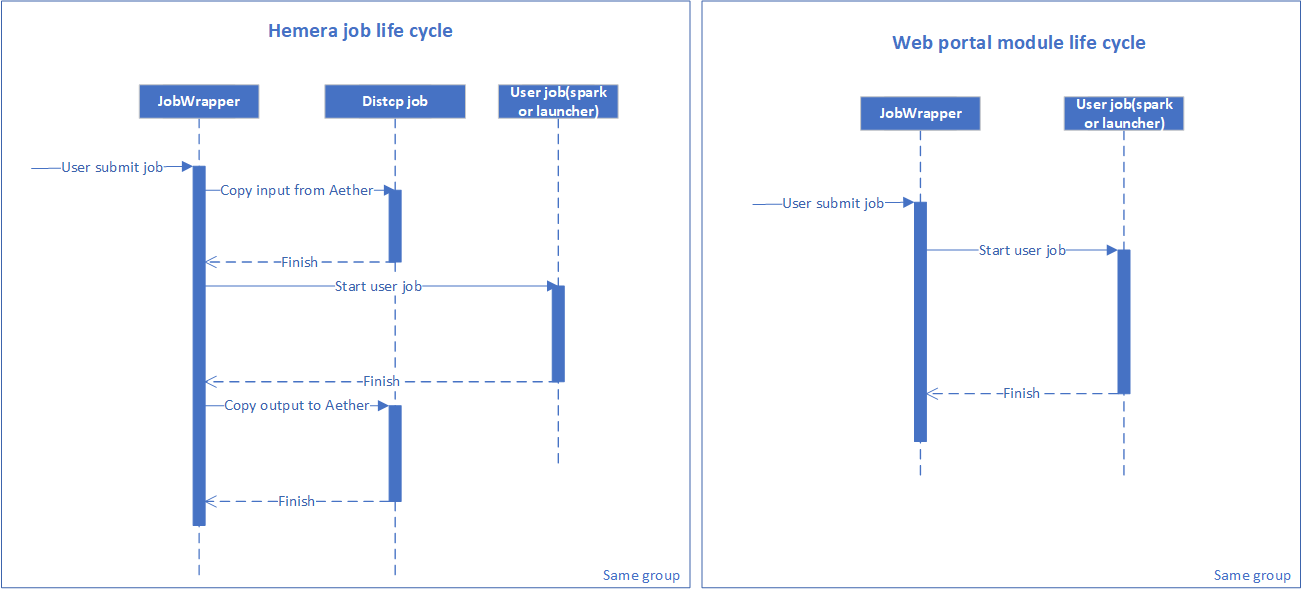 Hemera job life cycle
JobWrapper
Distcp job
User job(spark
or launcher)
User submit job
Copy input from Aether
Finish
Start user job
Finish
Copy output to Aether
Finish
Same group
Web portal module life cycle
JobWrapper
User job(spark
or launcher)
User submit job
Start user job
Finish
Same group